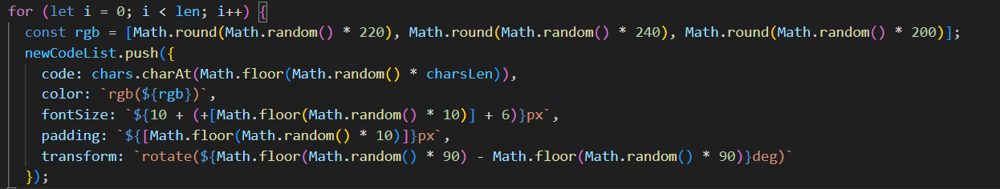 for (let i = 0; i < len; i++) {
const rgb = [Math.round(Math.random() * 220), Math.round(Math.random() * 240), Math.round(Math.random() * 200)];
newCodeList.push({
code: chars.charAt(Math.floor(Math.random() * charsLen)),
color: `rgb(${rgb})`,
fontSize: `${10 + (+[Math.floor(Math.random() * 10)] + 6)}px`,
padding: `${[Math.floor(Math.random() * 10)]}px`,
transform: `rotate(${Math.floor(Math.random() * 90) - Math.floor(Math.random() * 90)}deg)`
});